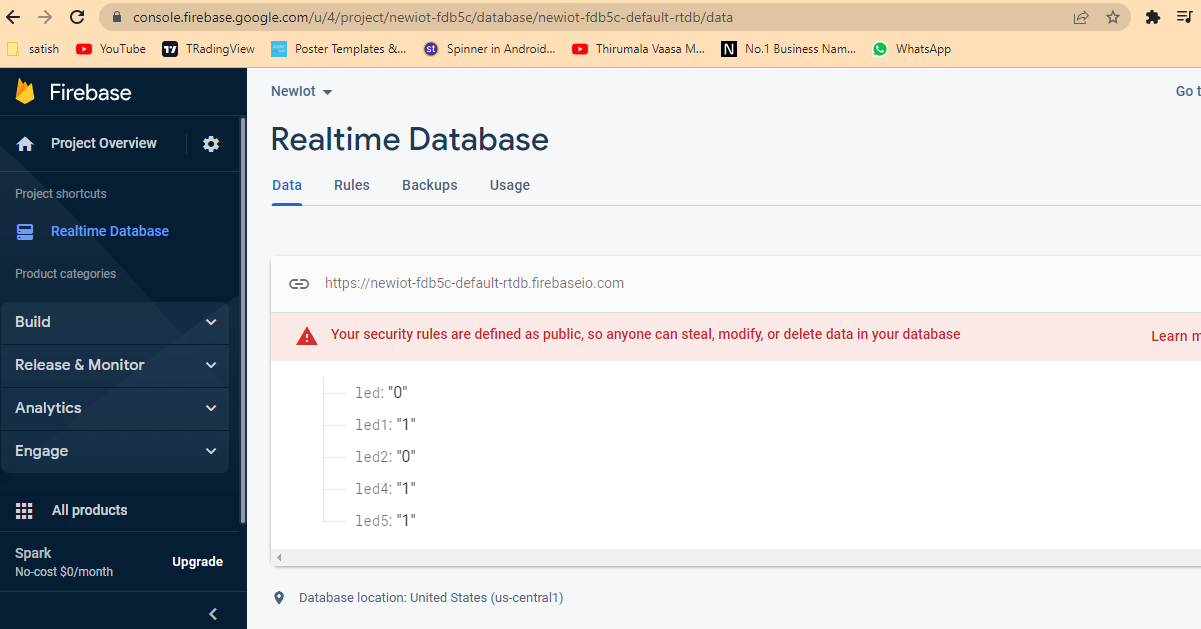 console.firebase.google.com/u/4/project/newiot-fdb5c/database/newiot-fdb5c-default-rtdb/data
satish YouTube TRadingView Poster Templates &... Spinner in Android... Thirumala Vaasa M... No.1 Business Nam... WhatsApp
Firebase
Project Overview
Project shortcuts
Realtime Database
Product categories
Build
Release & Monitor
Analytics
Engage
All products
Spark
No-cost $0/month
Upgrade
NewIot
Go t
Realtime Database
Data Rules Backups Usage
https://newiot-fdb5c-default-rtdb.firebaseio.com
Your security rules are defined as public, so anyone can steal, modify, or delete data in your database
Learn m
led: "0"
led1: "1"
led2: "0"
led4: "1"
led5: "1"
Database location: United States (us-central1)